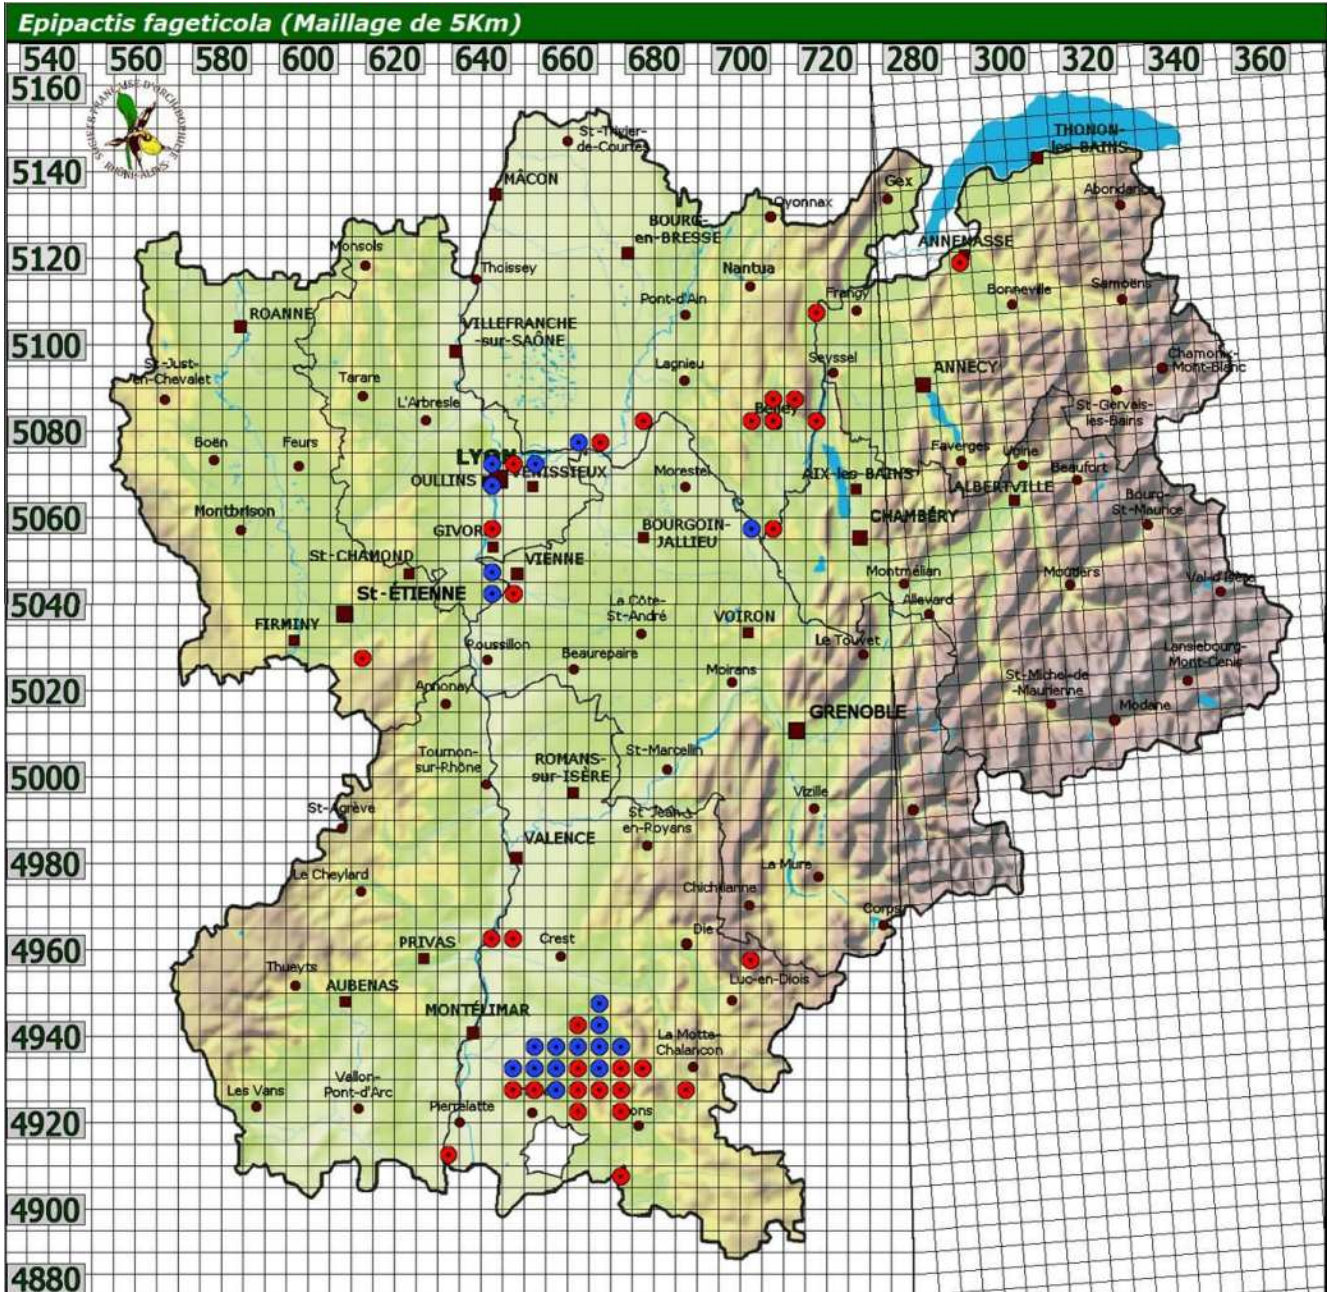 Epipactis fageticola (Maillage de 5Km)
540 560 580 600 620 640 660 680 700 720 280 300 320 340 360
5160
5140
5120
5100
5080
5060
5040
5020
5000
4980
4960
4940
4920
4900
4880
St-Trivier-
de-Courtes
THONON-
les-BAINS
MÂCON
Gex
Abondance
Oyonnax
BOURG-
en-BRESSE
ANNEMASSE
Monsols
Thoissey
Nantua
Bonneville
Samoëns
Pont-d'Ain
Frangy
ROANNE
VILLEFRANCHE
-sur-SAÔNE
St-Just-
en-Chevalet
Tarare
Lagnieu
Seyssel
ANNECY
Chamonix-
Mont-Blanc
L'Arbresle
Belley
St-Gervais-
les-Bains
Boën
Feurs
LYON
VÉNISSIEUX
OULLINS
Morestel
AIX-les-BAINS
Faverges
Ugine
Beaufort
ALBERTVILLE
Bourg-
St-Maurice
Montbrison
GIVORS
BOURGOIN-
JALLIEU
CHAMBÉRY
St-CHAMOND
VIENNE
Montmélian
Moûtiers
Val-d'Isère
St-ÉTIENNE
La Côte-
St-André
VOIRON
Allevard
FIRMINY
Roussillon
Beaurepaire
Le Touvet
Lanslebourg-
Mont-Cenis
Moirans
St-Michel-de
-Maurienne
Annonay
Modane
GRENOBLE
Tournon-
sur-Rhône
ROMANS-
sur-ISÈRE
St-Marcellin
St-Agrève
Vizille
St-Jean-
en-Royans
VALENCE
Le Cheylard
La Mure
Chichilianne
Corps
PRIVAS
Crest
Die
Thueyts
Luc-en-Diois
AUBENAS
MONTÉLIMAR
La Motte-
Chalancon
Les Vans
Vallon-
Pont-d'Arc
Pierrelatte
ons